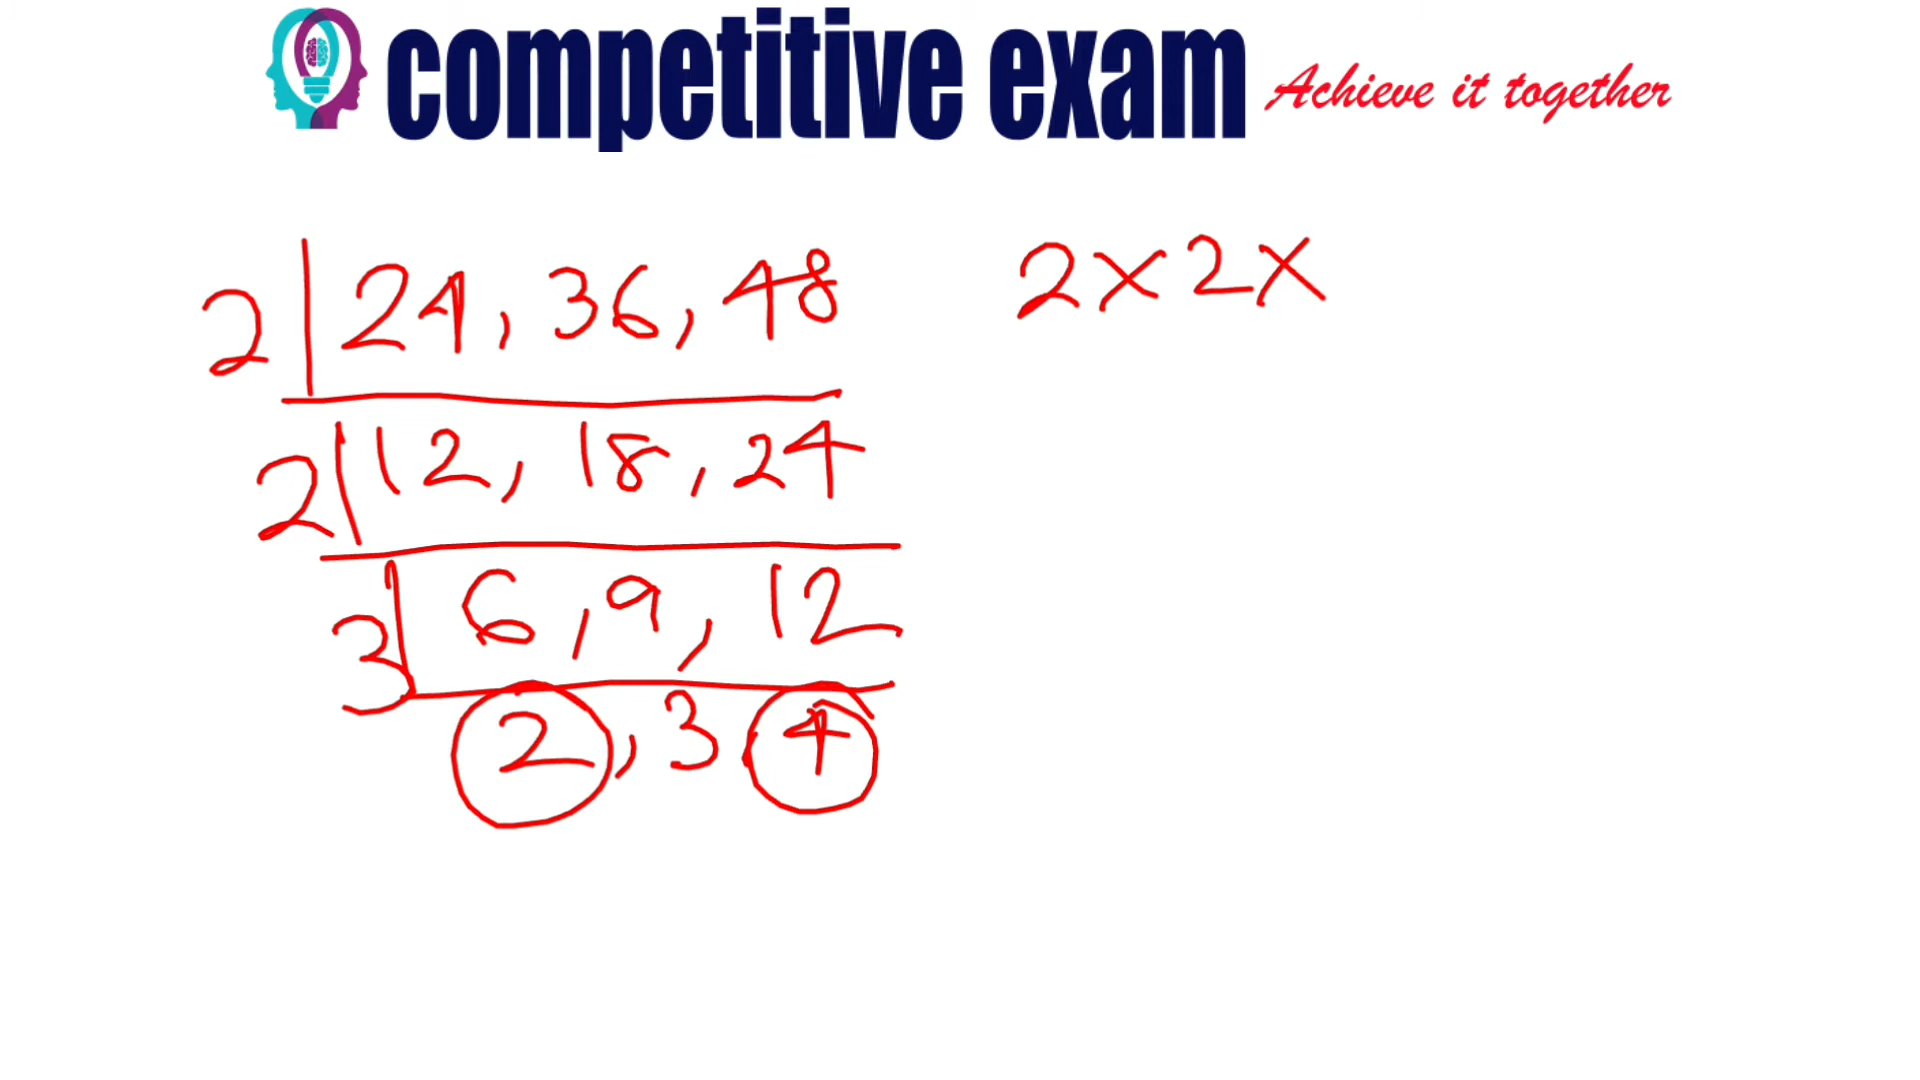 competitive exam Achieve it together
2 | 24, 36, 48 2 x 2 x
2 | 12, 18, 24
3 | 6, 9, 12
2, 3, 4